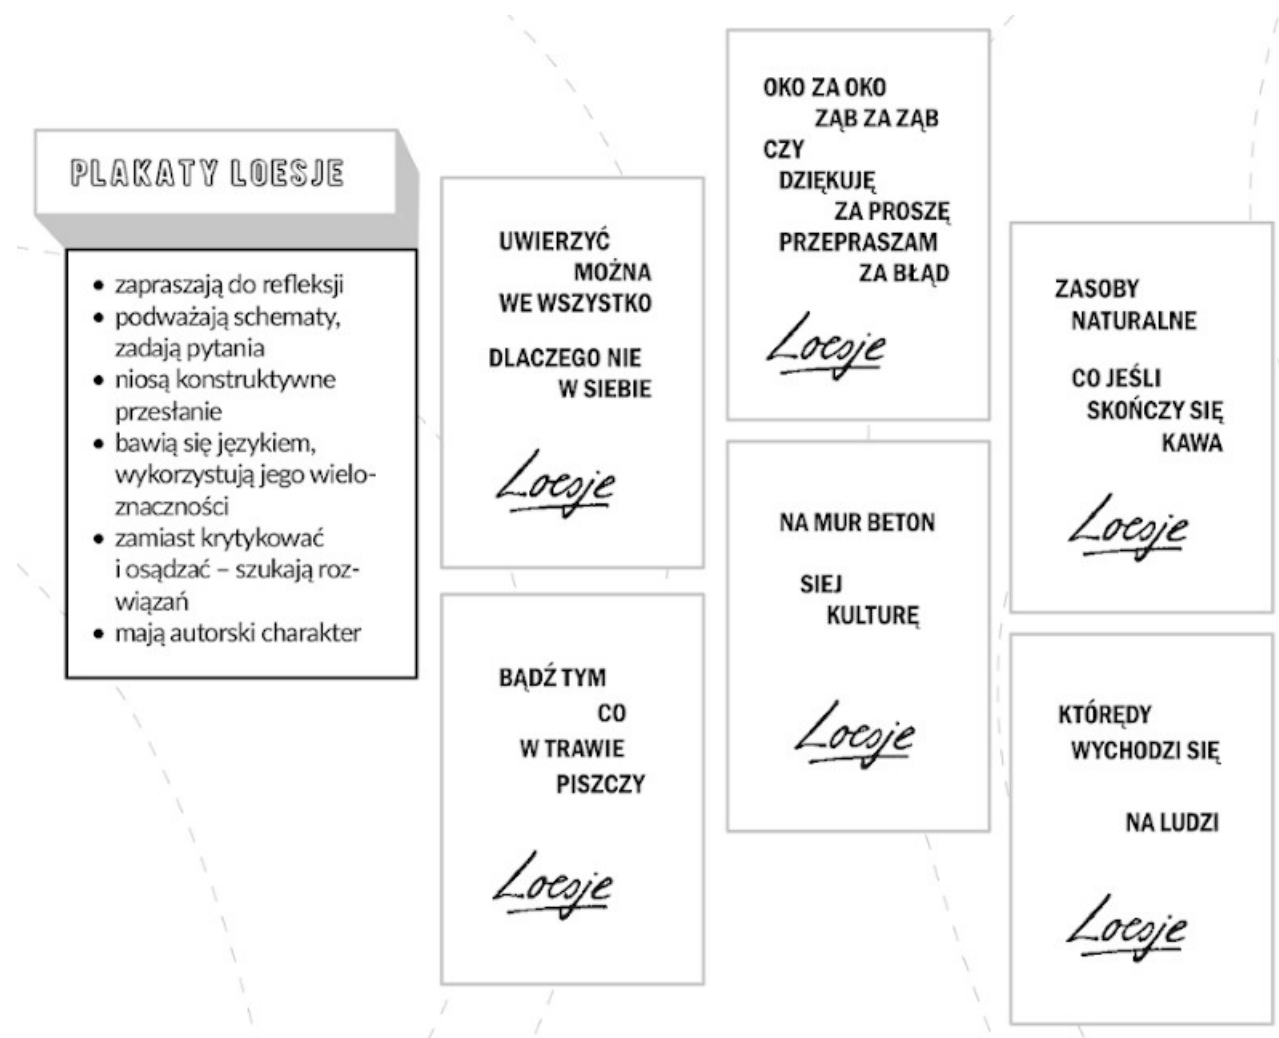 PLAKATY LOESJE
• zapraszają do refleksji
• podważają schematy,
zadają pytania
• niosą konstruktywne
przesłanie
• bawią się językiem,
wykorzystują jego wielo-
znaczności
• zamiast krytykować
i osądzać – szukają roz-
wiązań
• mają autorski charakter
UWIERZYĆ
MOŻNA
WE WSZYSTKO
DLACZEGO NIE
W SIEBIE
Loesje
BĄDŹ TYM
CO
W TRAWIE
PISZCZY
Loesje
OKO ZA OKO
ZĄB ZA ZĄB
CZY
DZIĘKUJĘ
ZA PROSZĘ
PRZEPRASZAM
ZA BŁĄD
Loesje
NA MUR BETON
SIEJ
KULTURĘ
Loesje
ZASOBY
NATURALNE
CO JEŚLI
SKOŃCZY SIĘ
KAWA
Loesje
KTÓRĘDY
WYCHODZI SIĘ
NA LUDZI
Loesje